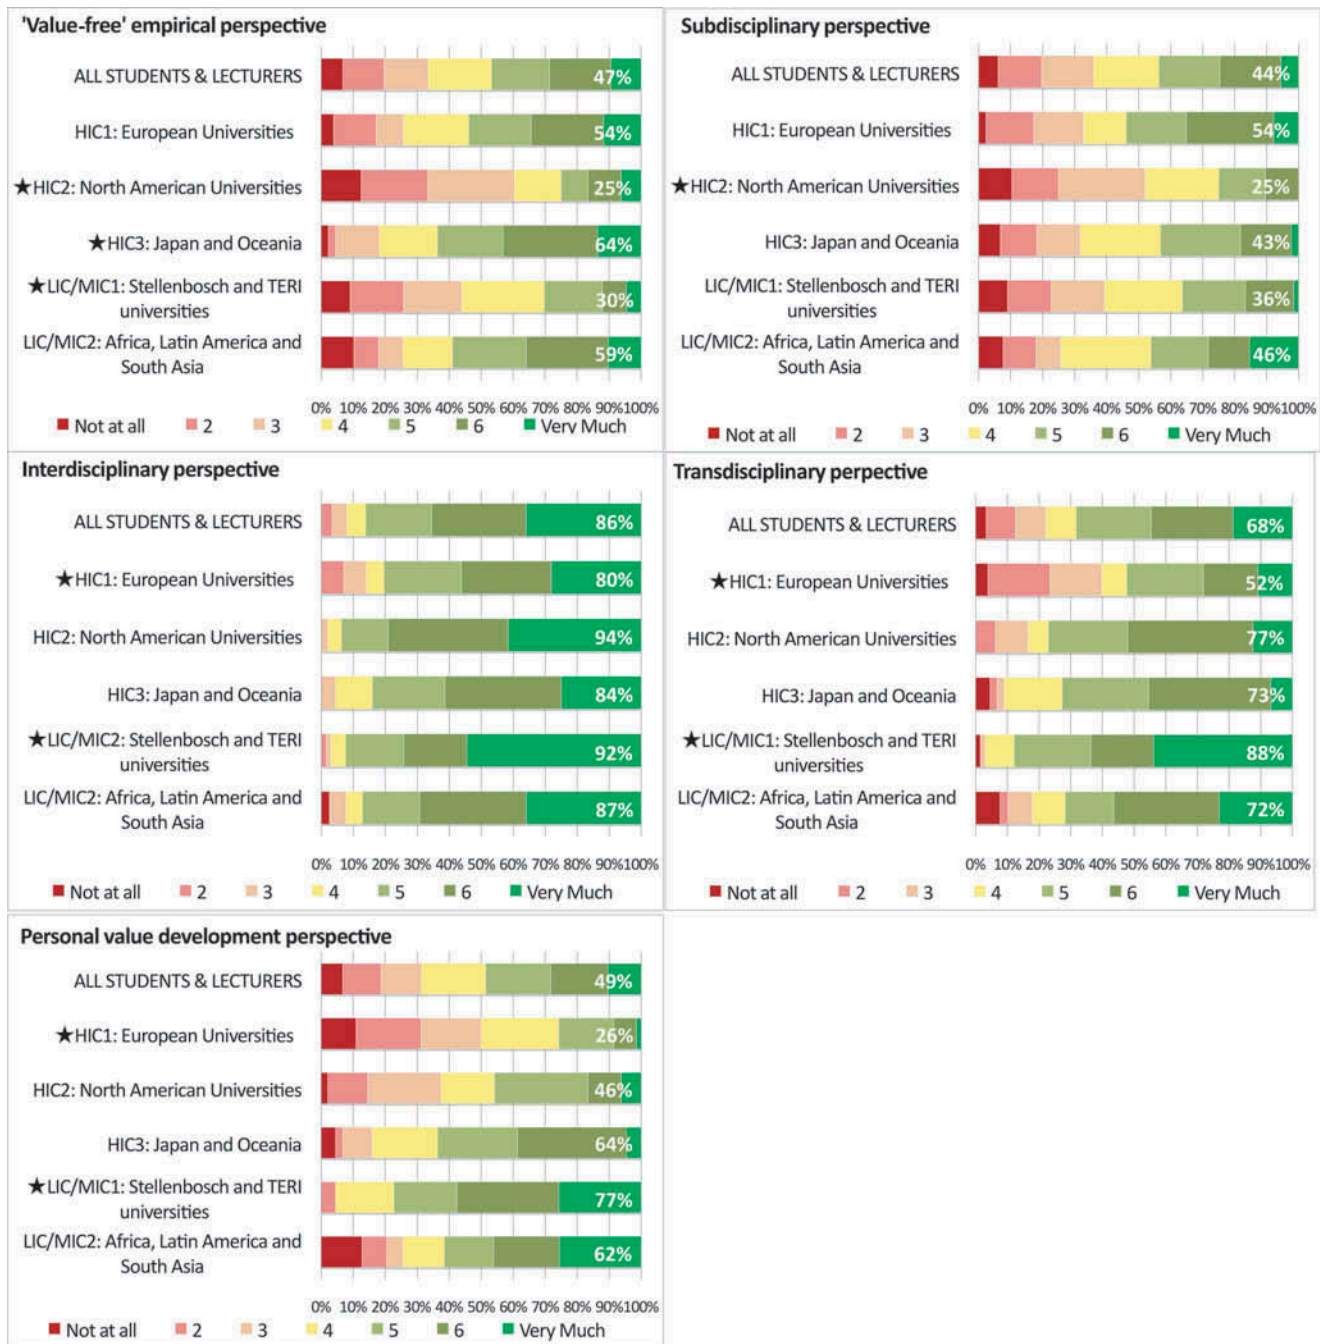 'Value-free' empirical perspective
ALL STUDENTS & LECTURERS
47%
HIC1: European Universities
54%
★HIC2: North American Universities
25%
★HIC3: Japan and Oceania
64%
★LIC/MIC1: Stellenbosch and TERI
universities
30%
LIC/MIC2: Africa, Latin America and
South Asia
59%
0% 10% 20% 30% 40% 50% 60% 70% 80% 90% 100%
Not at all 2 3 4 5 6 Very Much
Subdisciplinary perspective
ALL STUDENTS & LECTURERS
44%
HIC1: European Universities
54%
★HIC2: North American Universities
25%
HIC3: Japan and Oceania
43%
LIC/MIC1: Stellenbosch and TERI
universities
36%
LIC/MIC2: Africa, Latin America and
South Asia
46%
0% 10% 20% 30% 40% 50% 60% 70% 80% 90% 100%
Not at all 2 3 4 5 6 Very Much
Interdisciplinary perspective
ALL STUDENTS & LECTURERS
86%
★HIC1: European Universities
80%
HIC2: North American Universities
94%
HIC3: Japan and Oceania
84%
★LIC/MIC2: Stellenbosch and TERI
universities
92%
LIC/MIC2: Africa, Latin America and
South Asia
87%
0% 10% 20% 30% 40% 50% 60% 70% 80% 90% 100%
Not at all 2 3 4 5 6 Very Much
Transdisciplinary perpective
ALL STUDENTS & LECTURERS
68%
★HIC1: European Universities
52%
HIC2: North American Universities
77%
HIC3: Japan and Oceania
73%
★LIC/MIC1: Stellenbosch and TERI
universities
88%
LIC/MIC2: Africa, Latin America and
South Asia
72%
0% 10% 20% 30% 40% 50% 60% 70% 80% 90% 100%
Not at all 2 3 4 5 6 Very Much
Personal value development perspective
ALL STUDENTS & LECTURERS
49%
★HIC1: European Universities
26%
HIC2: North American Universities
46%
HIC3: Japan and Oceania
64%
★LIC/MIC1: Stellenbosch and TERI
universities
77%
LIC/MIC2: Africa, Latin America and
South Asia
62%
0% 10% 20% 30% 40% 50% 60% 70% 80% 90% 100%
Not at all 2 3 4 5 6 Very Much